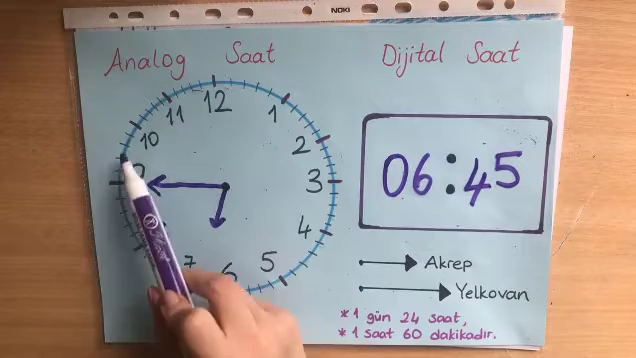 NOKI
Analog Saat
Dijital Saat
12
11
1
10
2
3
4
5
6
7
06:45
Akrep
Yelkovan
*1 gün 24 saat,
*1 saat 60 dakikadır.